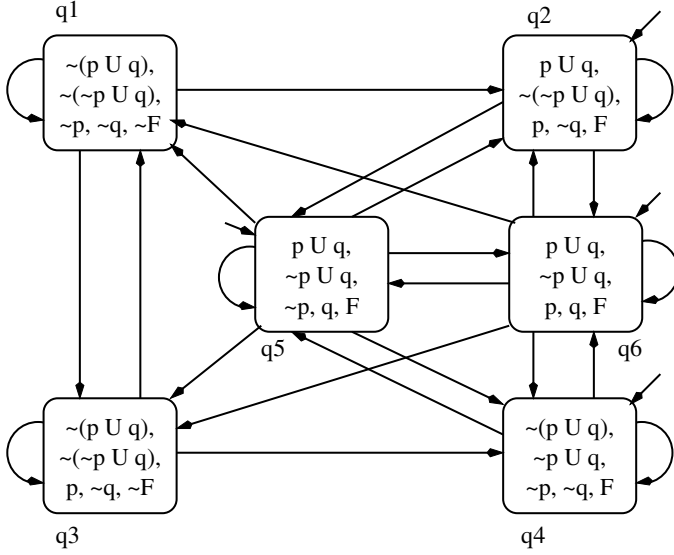 q1
~(p U q),
~(~p U q),
~p, ~q, ~F
q2
p U q,
~(~p U q),
p, ~q, F
p U q,
~p U q,
~p, q, F
q5
p U q,
~p U q,
p, q, F
q6
~(p U q),
~(~p U q),
p, ~q, ~F
q3
~(p U q),
~p U q,
~p, ~q, F
q4